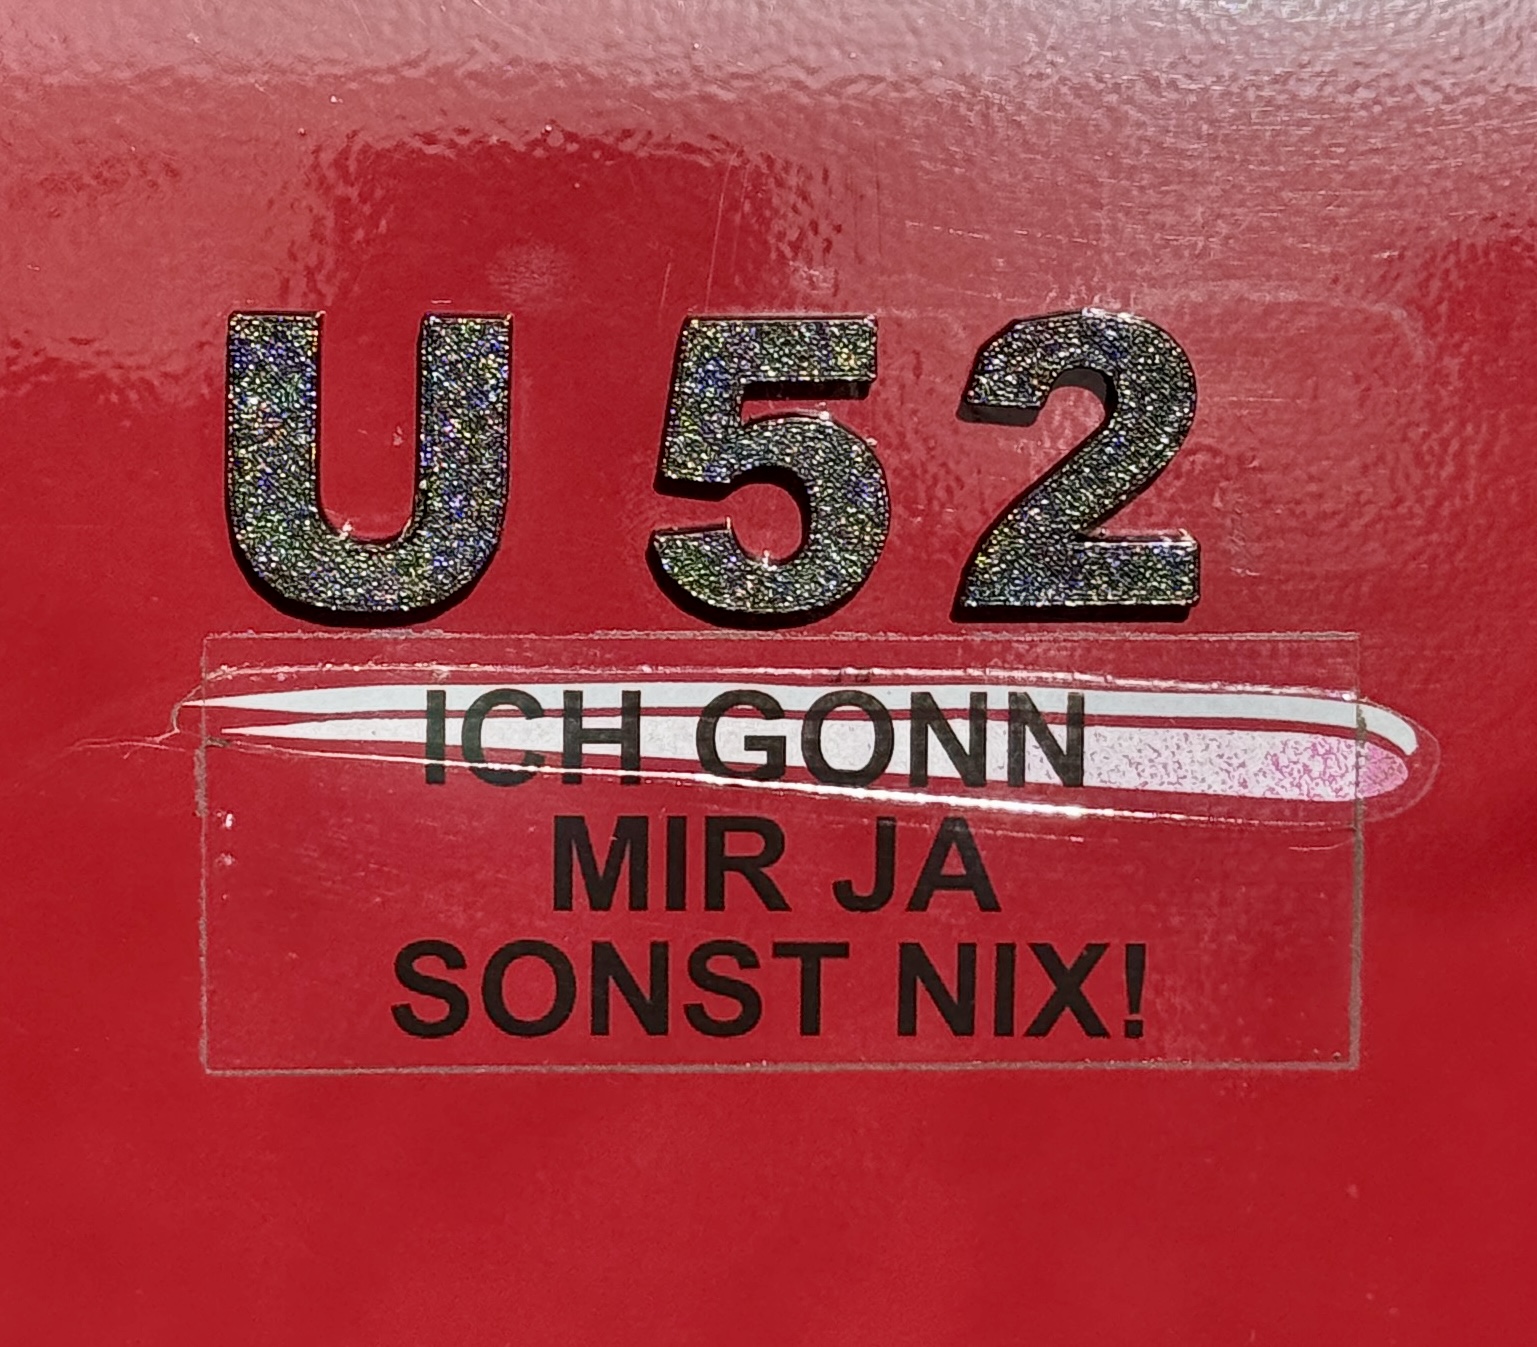 U 52
ICH GONN
MIR JA
SONST NIX!